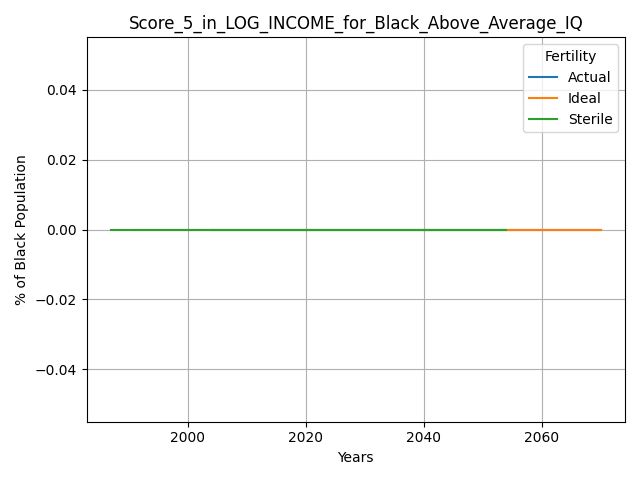 Score_5_in_LOG_INCOME_for_Black_Above_Average_IQ
Fertility
Actual
Ideal
Sterile
% of Black Population
0.04
0.02
0.00
−0.02
−0.04
2000
2020
2040
2060
Years